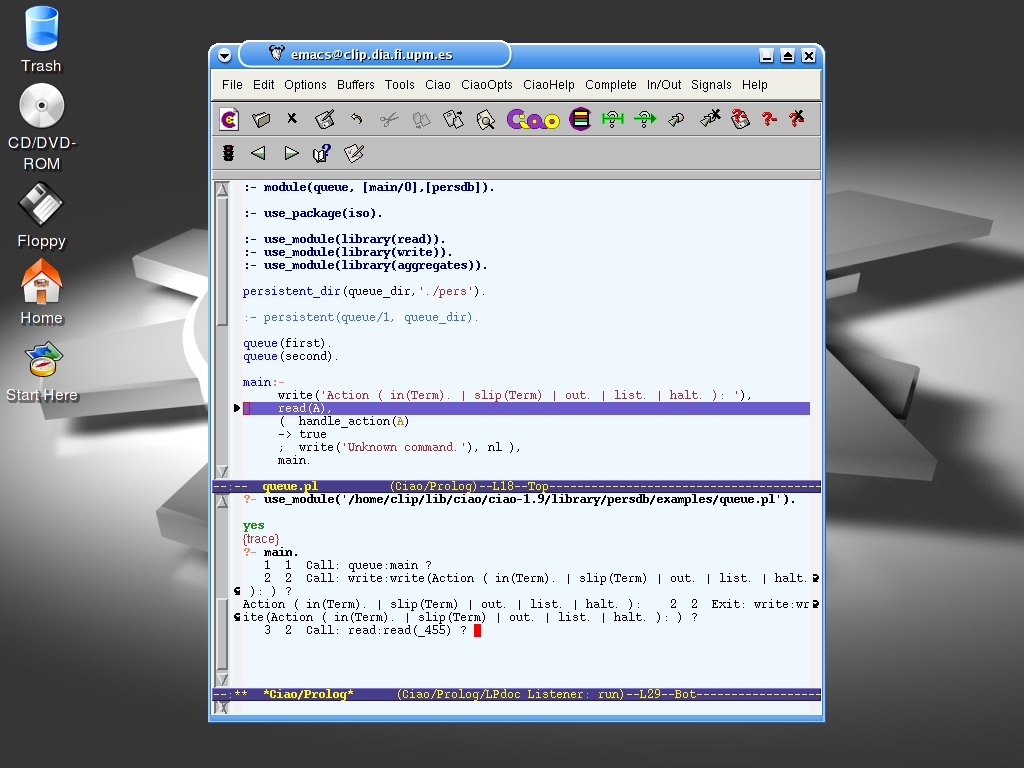 Trash
CD/DVD-
ROM
Floppy
Home
Start Here
emacs@clip.dia.fi.upm.es
File Edit Options Buffers Tools Ciao CiaoOpts CiaoHelp Complete In/Out Signals Help
Ciao
:- module(queue, [main/0],[persdb]).
:- use_package(iso).
:- use_module(library(read)).
:- use_module(library(write)).
:- use_module(library(aggregates)).
persistent_dir(queue_dir,'./pers').
:- persistent(queue/1, queue_dir).
queue(first).
queue(second).
main:-
write('Action ( in(Term). | slip(Term) | out. | list. | halt. ): '),
read(A),
( handle_action(A)
-> true
; write('Unknown command.'), nl ),
main.
--:-- queue.pl (Ciao/Prolog)--L18--Top--------------------------------------
?- use_module('/home/clip/lib/ciao/ciao-1.9/library/persdb/examples/queue.pl').
yes
{trace}
?- main.
1 1 Call: queue:main ?
2 2 Call: write:write(Action ( in(Term). | slip(Term) | out. | list. | halt.
): ) ?
Action ( in(Term). | slip(Term) | out. | list. | halt. ): 2 2 Exit: write:wr
ite(Action ( in(Term). | slip(Term) | out. | list. | halt. ): ) ?
3 2 Call: read:read(_455) ?
--:** *Ciao/Prolog* (Ciao/Prolog/LPdoc Listener: run)--L29--Bot------------------